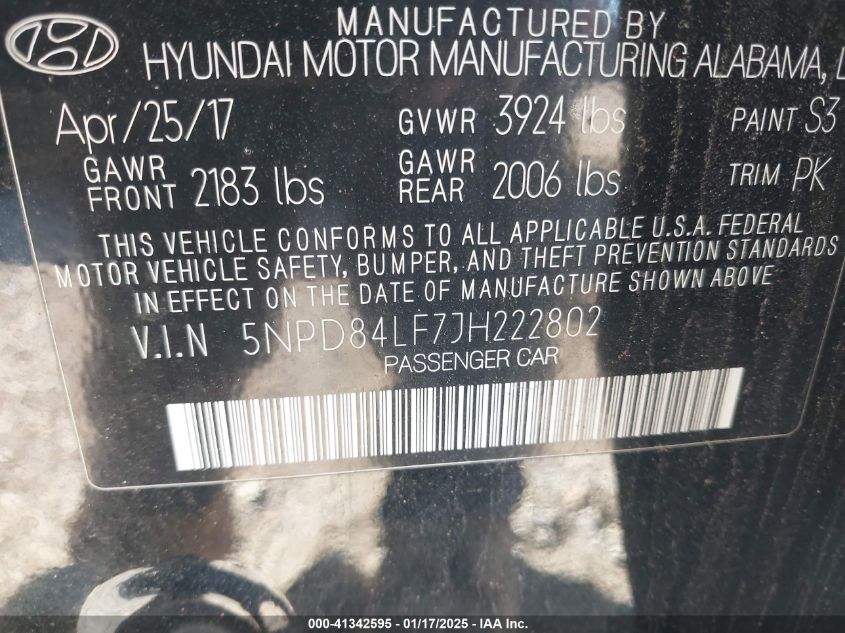 MANUFACTURED BY
HYUNDAI MOTOR MANUFACTURING ALABAMA,
Apr/25/17 GVWR 3924 lbs PAINT S3
GAWR FRONT 2183 lbs GAWR REAR 2006 lbs TRIM PK
THIS VEHICLE CONFORMS TO ALL APPLICABLE U.S.A. FEDERAL
MOTOR VEHICLE SAFETY, BUMPER, AND THEFT PREVENTION STANDARDS
IN EFFECT ON THE DATE OF MANUFACTURE SHOWN ABOVE
V.I.N 5NPD84LF7JH222802
PASSENGER CAR
000-41342595 - 01/17/2025 - IAA Inc.